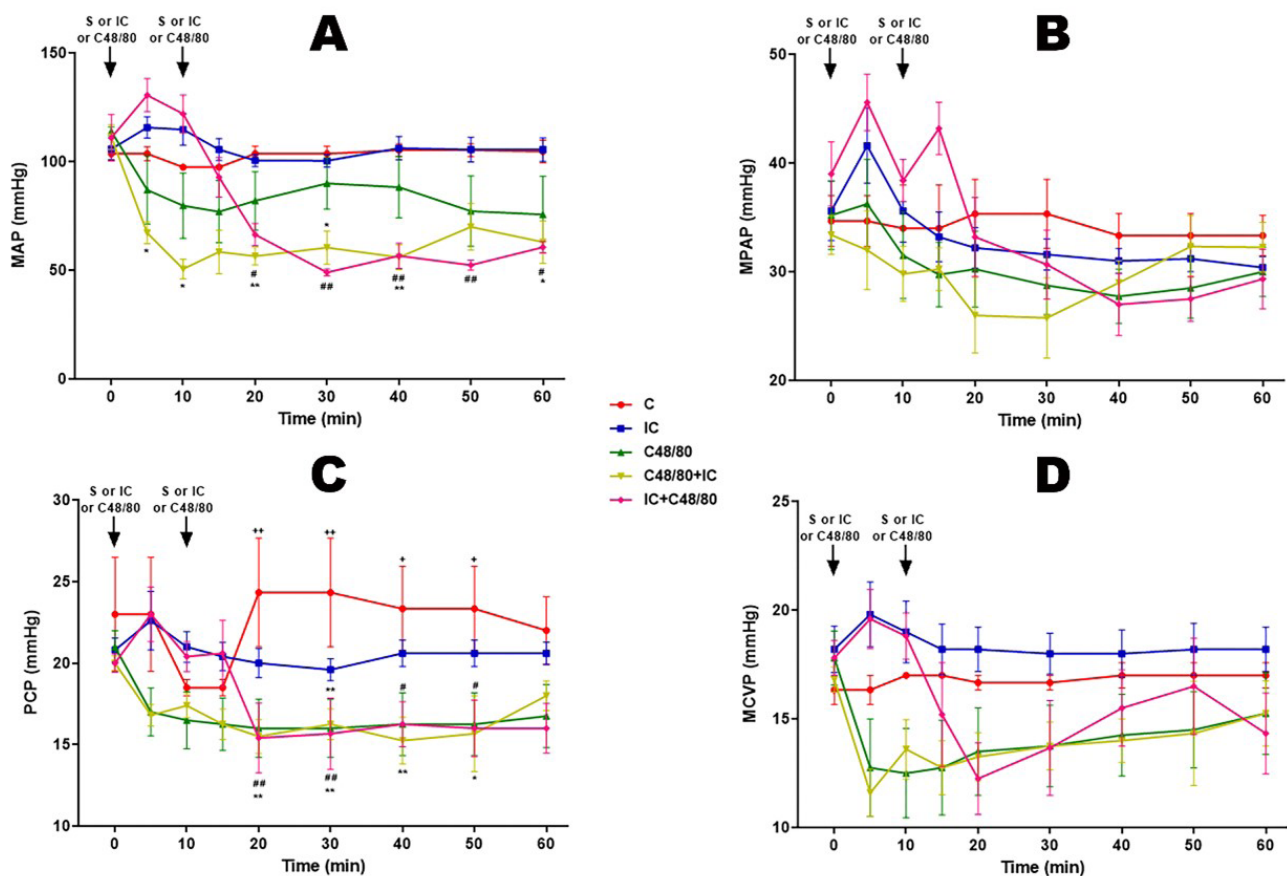 A
S or IC
or C48/80
S or IC
or C48/80
150
100
50
0
MAP (mmHg)
*
*
#
**
*
##
##
**
##
#
*
0
10
20
30
40
50
60
Time (min)
B
S or IC
or C48/80
S or IC
or C48/80
50
40
30
20
MPAP (mmHg)
0
10
20
30
40
50
60
Time (min)
C
IC
C48/80
C48/80+IC
IC+C48/80
C
S or IC
or C48/80
S or IC
or C48/80
30
25
20
15
10
PCP (mmHg)
++
++
+
+
**
#
#
##
**
##
**
**
*
0
10
20
30
40
50
60
Time (min)
D
S or IC
or C48/80
S or IC
or C48/80
25
20
15
10
MCVP (mmHg)
0
10
20
30
40
50
60
Time (min)